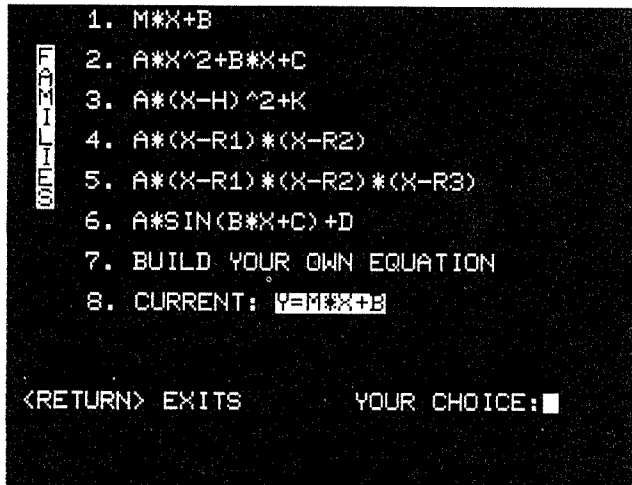 FAMILIES
1. M*X+B
2. A*X^2+B*X+C
3. A*(X-H)^2+K
4. A*(X-R1)*(X-R2)
5. A*(X-R1)*(X-R2)*(X-R3)
6. A*SIN(B*X+C)+D
7. BUILD YOUR OWN EQUATION
8. CURRENT: Y=M*X+B
<RETURN> EXITS YOUR CHOICE: